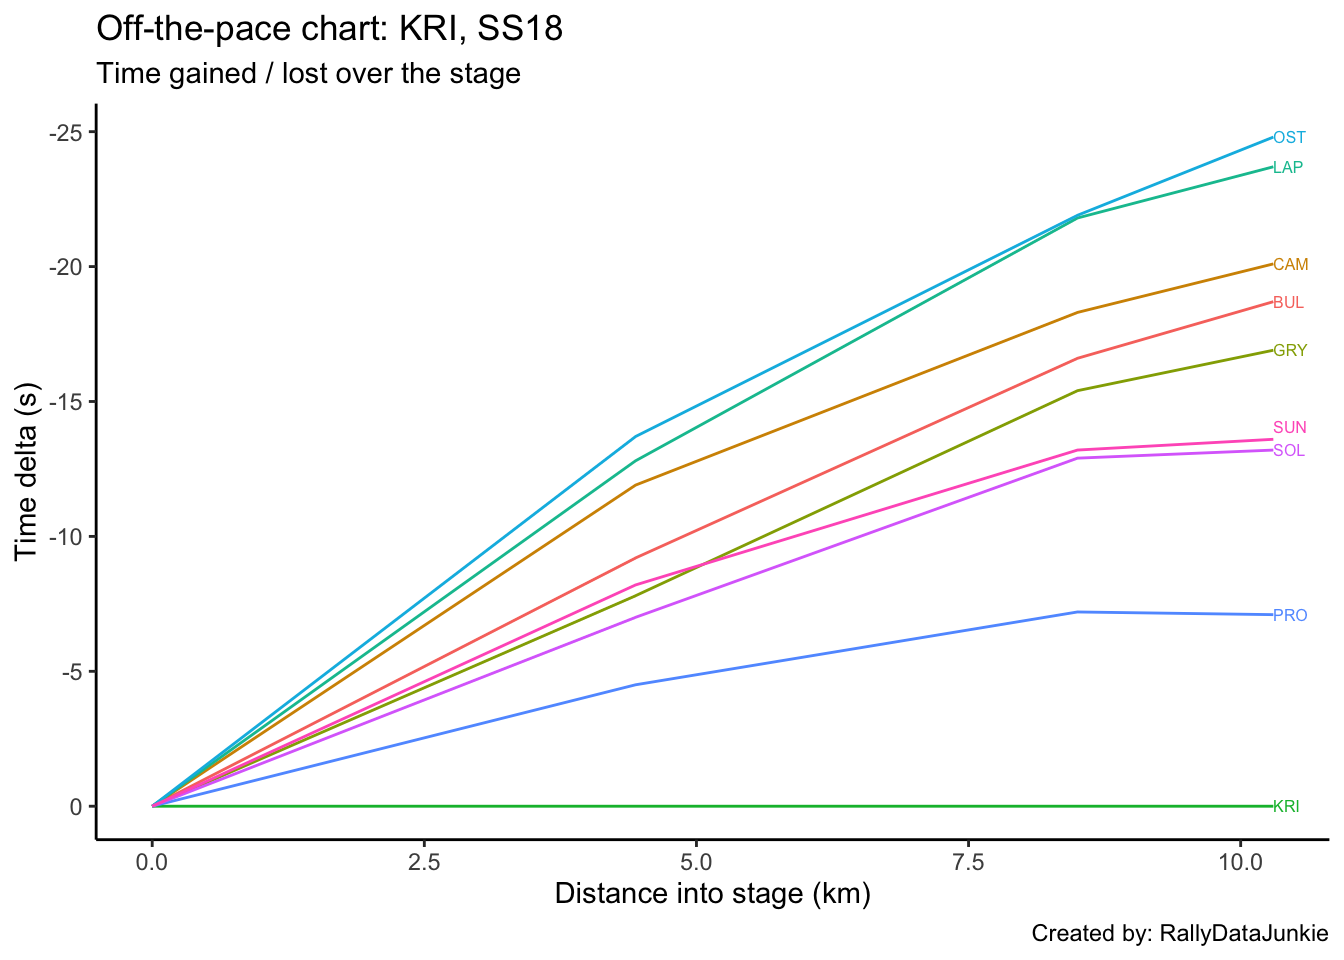 Off-the-pace chart: KRI, SS18
Time gained / lost over the stage
Time delta (s)
-25
-20
-15
-10
-5
0
OST
LAP
CAM
BUL
GRY
SUN
SOL
PRO
KRI
0.0 2.5 5.0 7.5 10.0
Distance into stage (km)
Created by: RallyDataJunkie